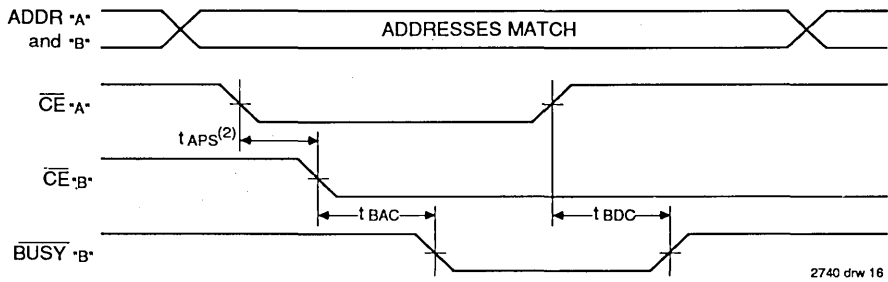 ADDR "A"
and "B"
ADDRESSES MATCH
CE "A"
tAPS(2)
CE "B"
tBAC
tBDC
BUSY "B"
2740 drw 16